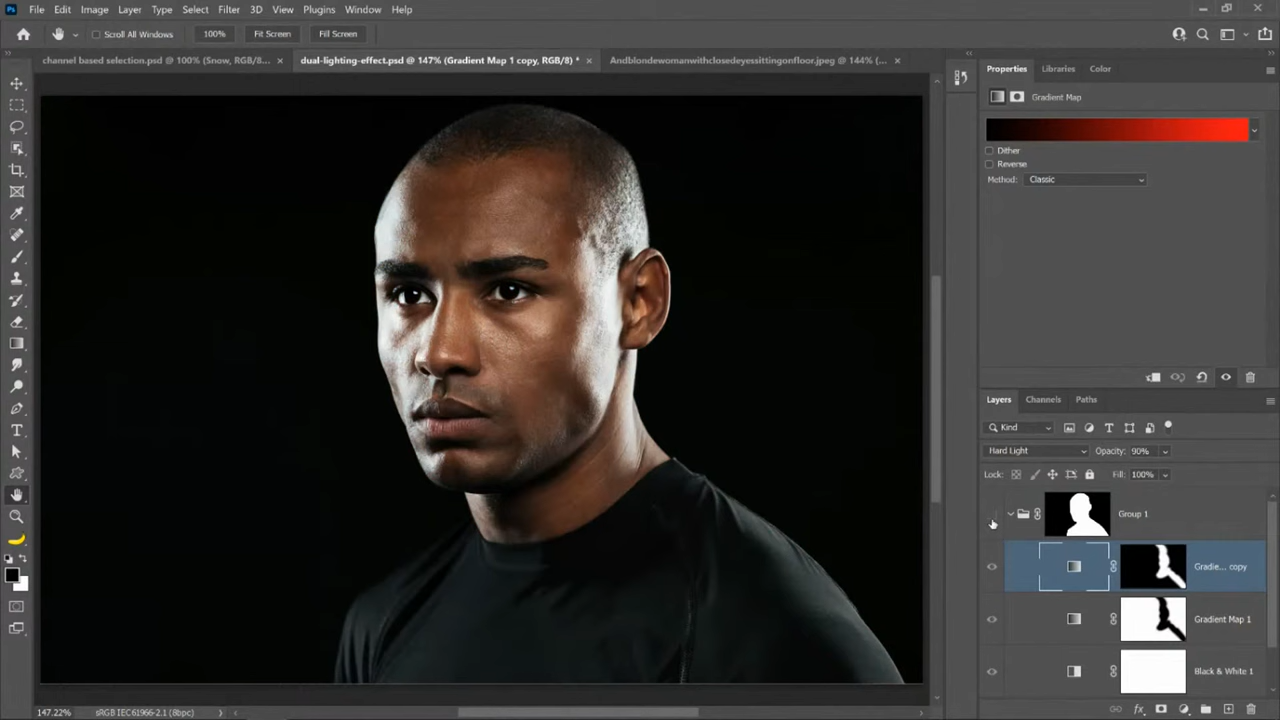 Ps File Edit Image Layer Type Select Filter 3D View Plugins Window Help
Scroll All Windows 100% Fit Screen Fill Screen
channel based selection.psd @ 100% (Snow, RGB/8... × dual-lighting-effect.psd @ 147% (Gradient Map 1 copy, RGB/8) * × Andblondewomanwithclosedeyessittingonfloor.jpeg @ 144% (... ×
Properties Libraries Color
Gradient Map
Dither
Reverse
Method: Classic
Layers Channels Paths
Kind
Hard Light Opacity: 90%
Lock: Fill: 100%
Group 1
Gradie... copy
Gradient Map 1
Black & White 1
147.22% sRGB IEC61966-2.1 (8bpc)